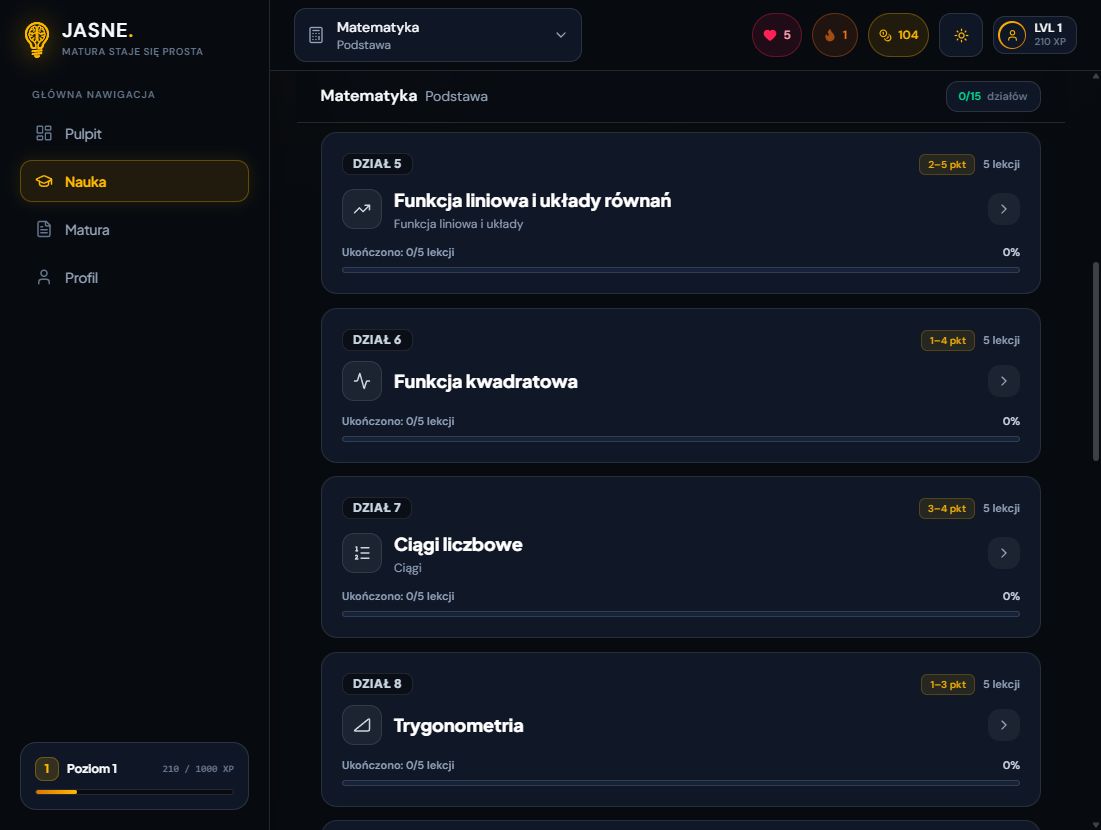 JASNE.
MATURA STAJE SIĘ PROSTA
GŁÓWNA NAWIGACJA
Pulpit
Nauka
Matura
Profil
1 Poziom 1 210 / 1000 XP
Matematyka
Podstawa
5 1 104 LVL 1
210 XP
Matematyka Podstawa 0/15 działów
DZIAŁ 5 2–5 pkt 5 lekcji
Funkcja liniowa i układy równań
Funkcja liniowa i układy
Ukończono: 0/5 lekcji 0%
DZIAŁ 6 1–4 pkt 5 lekcji
Funkcja kwadratowa
Ukończono: 0/5 lekcji 0%
DZIAŁ 7 3–4 pkt 5 lekcji
Ciągi liczbowe
Ciągi
Ukończono: 0/5 lekcji 0%
DZIAŁ 8 1–3 pkt 5 lekcji
Trygonometria
Ukończono: 0/5 lekcji 0%